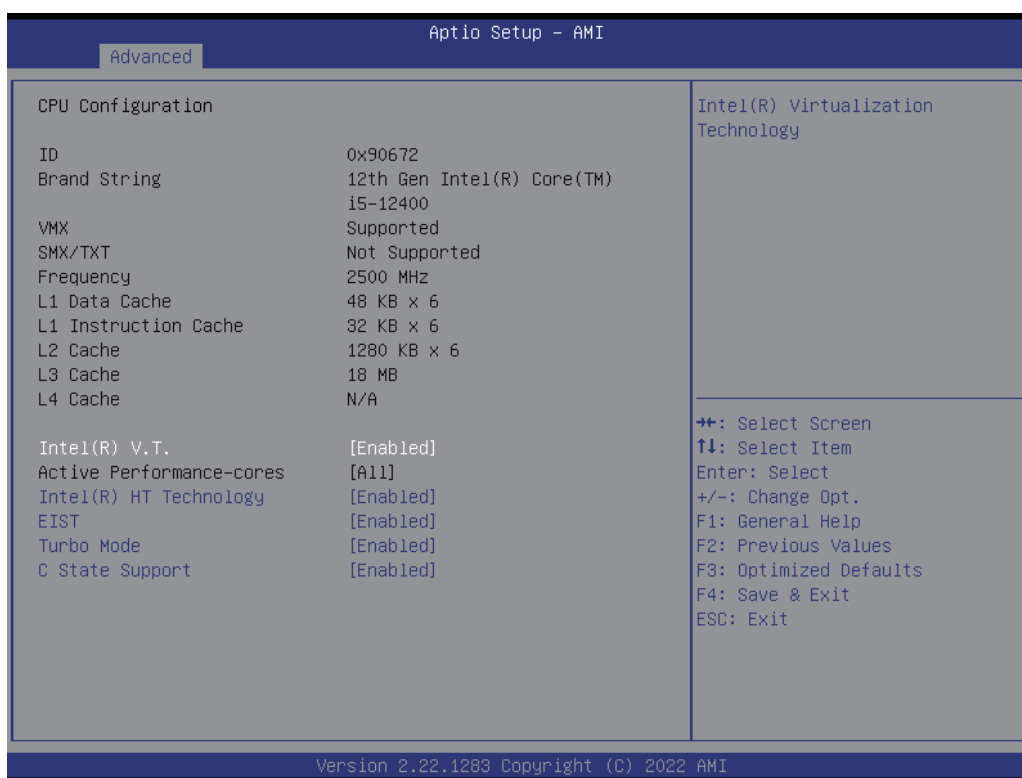 Aptio Setup – AMI
Advanced
CPU Configuration
ID 0x90672
Brand String 12th Gen Intel(R) Core(TM)
i5-12400
VMX Supported
SMX/TXT Not Supported
Frequency 2500 MHz
L1 Data Cache 48 KB x 6
L1 Instruction Cache 32 KB x 6
L2 Cache 1280 KB x 6
L3 Cache 18 MB
L4 Cache N/A
Intel(R) V.T. [Enabled]
Active Performance-cores [All]
Intel(R) HT Technology [Enabled]
EIST [Enabled]
Turbo Mode [Enabled]
C State Support [Enabled]
Intel(R) Virtualization
Technology
→←: Select Screen
↑↓: Select Item
Enter: Select
+/-: Change Opt.
F1: General Help
F2: Previous Values
F3: Optimized Defaults
F4: Save & Exit
ESC: Exit
Version 2.22.1283 Copyright (C) 2022 AMI